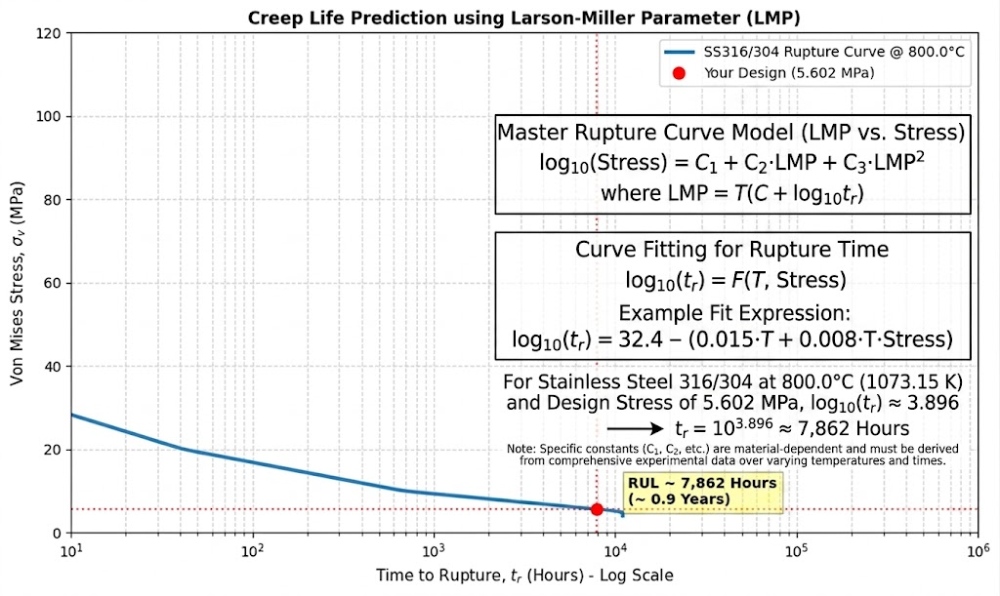 Creep Life Prediction using Larson-Miller Parameter (LMP)
120
100
80
60
40
20
0
Von Mises Stress, σᵥ (MPa)
SS316/304 Rupture Curve @ 800.0°C
Your Design (5.602 MPa)
Master Rupture Curve Model (LMP vs. Stress)
log₁₀(Stress) = C₁ + C₂·LMP + C₃·LMP²
where LMP = T(C + log₁₀tᵣ)
Curve Fitting for Rupture Time
log₁₀(tᵣ) = F(T, Stress)
Example Fit Expression:
log₁₀(tᵣ) = 32.4 – (0.015·T + 0.008·T·Stress)
For Stainless Steel 316/304 at 800.0°C (1073.15 K)
and Design Stress of 5.602 MPa, log₁₀(tᵣ) ≈ 3.896
→ tᵣ = 10³·⁸⁹⁶ ≈ 7,862 Hours
Note: Specific constants (C₁, C₂, etc.) are material-dependent and must be derived
from comprehensive experimental data over varying temperatures and times.
RUL ~ 7,862 Hours
(~ 0.9 Years)
10¹ 10² 10³ 10⁴ 10⁵ 10⁶
Time to Rupture, tᵣ (Hours) - Log Scale